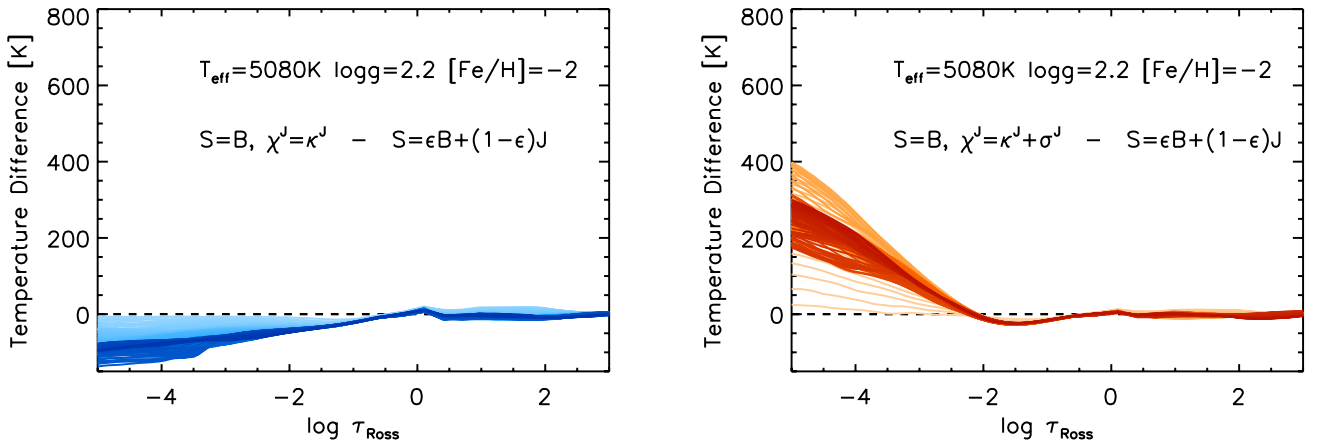 800
600
400
200
0
Temperature Difference [K]
T_eff=5080K logg=2.2 [Fe/H]=−2
S=B, χ^J=κ^J − S=ϵB+(1−ϵ)J
−4 −2 0 2
log τ_Ross
800
600
400
200
0
Temperature Difference [K]
T_eff=5080K logg=2.2 [Fe/H]=−2
S=B, χ^J=κ^J+σ^J − S=ϵB+(1−ϵ)J
−4 −2 0 2
log τ_Ross